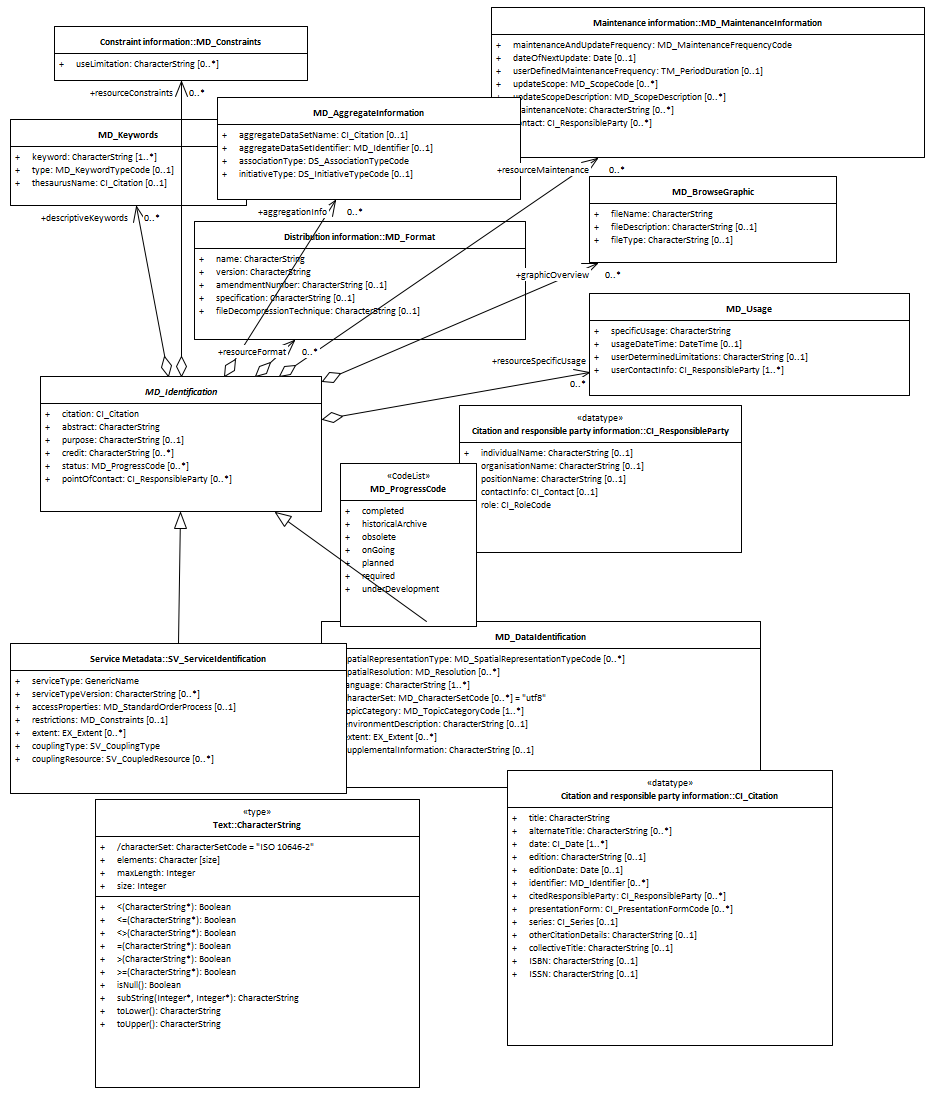 Constraint information::MD_Constraints
+ useLimitation: CharacterString [0..*]
+resourceConstraints 0..*
Maintenance information::MD_MaintenanceInformation
+ maintenanceAndUpdateFrequency: MD_MaintenanceFrequencyCode
+ dateOfNextUpdate: Date [0..1]
+ userDefinedMaintenanceFrequency: TM_PeriodDuration [0..1]
+ updateScope: MD_ScopeCode [0..*]
updateScopeDescription: MD_ScopeDescription [0..*]
maintenanceNote: CharacterString [0..*]
ontact: CI_ResponsibleParty [0..*]
+resourceMaintenance 0..*
MD_AggregateInformation
+ aggregateDataSetName: CI_Citation [0..1]
+ aggregateDataSetIdentifier: MD_Identifier [0..1]
+ associationType: DS_AssociationTypeCode
+ initiativeType: DS_InitiativeTypeCode [0..1]
+aggregationInfo 0..*
MD_Keywords
+ keyword: CharacterString [1..*]
+ type: MD_KeywordTypeCode [0..1]
+ thesaurusName: CI_Citation [0..1]
+descriptiveKeywords 0..*
MD_BrowseGraphic
+ fileName: CharacterString
+ fileDescription: CharacterString [0..1]
+ fileType: CharacterString [0..1]
+graphicOverview 0..*
Distribution information::MD_Format
+ name: CharacterString
+ version: CharacterString
+ amendmentNumber: CharacterString [0..1]
+ specification: CharacterString [0..1]
+ fileDecompressionTechnique: CharacterString [0..1]
+resourceFormat 0..*
MD_Usage
+ specificUsage: CharacterString
+ usageDateTime: DateTime [0..1]
+ userDeterminedLimitations: CharacterString [0..1]
+ userContactInfo: CI_ResponsibleParty [1..*]
+resourceSpecificUsage
0..*
MD_Identification
+ citation: CI_Citation
+ abstract: CharacterString
+ purpose: CharacterString [0..1]
+ credit: CharacterString [0..*]
+ status: MD_ProgressCode [0..*]
+ pointOfContact: CI_ResponsibleParty [0..*]
«datatype»
Citation and responsible party information::CI_ResponsibleParty
+ individualName: CharacterString [0..1]
organisationName: CharacterString [0..1]
positionName: CharacterString [0..1]
contactInfo: CI_Contact [0..1]
role: CI_RoleCode
«CodeList»
MD_ProgressCode
+ completed
+ historicalArchive
+ obsolete
+ onGoing
+ planned
+ required
+ underDevelopment
MD_DataIdentification
patialRepresentationType: MD_SpatialRepresentationTypeCode [0..*]
patialResolution: MD_Resolution [0..*]
anguage: CharacterString [1..*]
haracterSet: MD_CharacterSetCode [0..*] = "utf8"
opicCategory: MD_TopicCategoryCode [1..*]
environmentDescription: CharacterString [0..1]
extent: EX_Extent [0..*]
supplementalInformation: CharacterString [0..1]
Service Metadata::SV_ServiceIdentification
+ serviceType: GenericName
+ serviceTypeVersion: CharacterString [0..*]
+ accessProperties: MD_StandardOrderProcess [0..1]
+ restrictions: MD_Constraints [0..1]
+ extent: EX_Extent [0..*]
+ couplingType: SV_CouplingType
+ couplingResource: SV_CoupledResource [0..*]
«type»
Text::CharacterString
+ /characterSet: CharacterSetCode = "ISO 10646-2"
+ elements: Character [size]
+ maxLength: Integer
+ size: Integer
+ <(CharacterString*): Boolean
+ <=(CharacterString*): Boolean
+ <>(CharacterString*): Boolean
+ =(CharacterString*): Boolean
+ >(CharacterString*): Boolean
+ >=(CharacterString*): Boolean
+ isNull(): Boolean
+ subString(Integer*, Integer*): CharacterString
+ toLower(): CharacterString
+ toUpper(): CharacterString
«datatype»
Citation and responsible party information::CI_Citation
+ title: CharacterString
+ alternateTitle: CharacterString [0..*]
+ date: CI_Date [1..*]
+ edition: CharacterString [0..1]
+ editionDate: Date [0..1]
+ identifier: MD_Identifier [0..*]
+ citedResponsibleParty: CI_ResponsibleParty [0..*]
+ presentationForm: CI_PresentationFormCode [0..*]
+ series: CI_Series [0..1]
+ otherCitationDetails: CharacterString [0..1]
+ collectiveTitle: CharacterString [0..1]
+ ISBN: CharacterString [0..1]
+ ISSN: CharacterString [0..1]